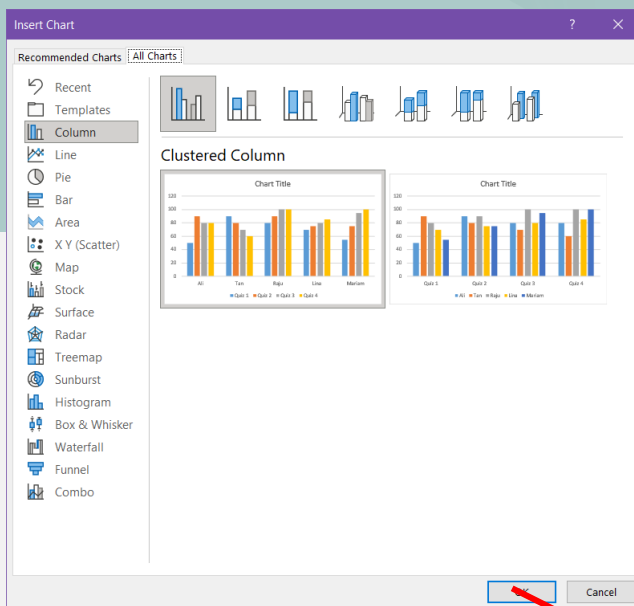 Insert Chart
Recommended Charts All Charts
Recent
Templates
Column
Line
Pie
Bar
Area
X Y (Scatter)
Map
Stock
Surface
Radar
Treemap
Sunburst
Histogram
Box & Whisker
Waterfall
Funnel
Combo
Clustered Column
Chart Title
120
100
80
60
40
20
0
Ali Tan Raju Lina Mariam
Quiz 1 Quiz 2 Quiz 3 Quiz 4
Chart Title
120
100
80
60
40
20
0
Quiz 1 Quiz 2 Quiz 3 Quiz 4
Ali Tan Raju Lina Mariam
OK Cancel